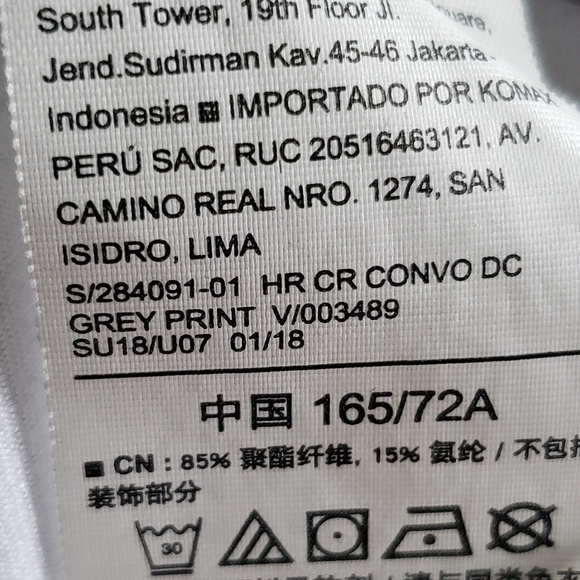 South Tower, 19th Floor Jl.
Jend.Sudirman Kav.45-46 Jakarta.
Indonesia IMPORTADO POR KOMAX
PERÚ SAC, RUC 20516463121, AV.
CAMINO REAL NRO. 1274, SAN
ISIDRO, LIMA
S/284091-01 HR CR CONVO DC
GREY PRINT V/003489
SU18/U07 01/18
中国 165/72A
CN : 85% 聚酯纤维, 15% 氨纶 / 不包括
装饰部分
30